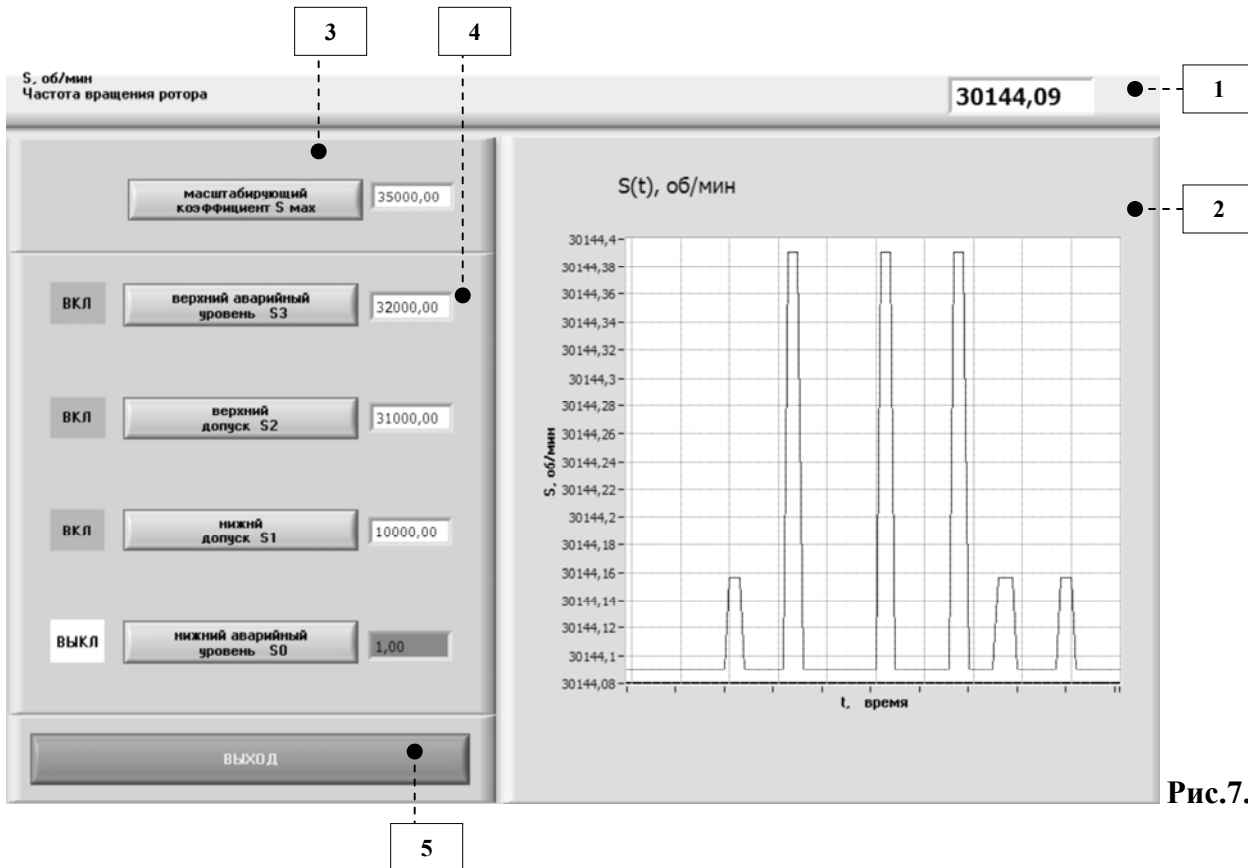 3
4
S, об/мин
Частота вращения ротора
30144,09
1
масштабирующий
коэффициент S мах
35000,00
ВКЛ
верхний аварийный
уровень S3
32000,00
ВКЛ
верхний
допуск S2
31000,00
ВКЛ
нижнй
допуск S1
10000,00
ВЫКЛ
нижний аварийный
уровень S0
1,00
ВЫХОД
5
S(t), об/мин
2
30144,4
30144,38
30144,36
30144,34
30144,32
30144,3
30144,28
30144,26
30144,24
30144,22
30144,2
30144,18
30144,16
30144,14
30144,12
30144,1
30144,08
S, об/мин
t, время
Рис.7.